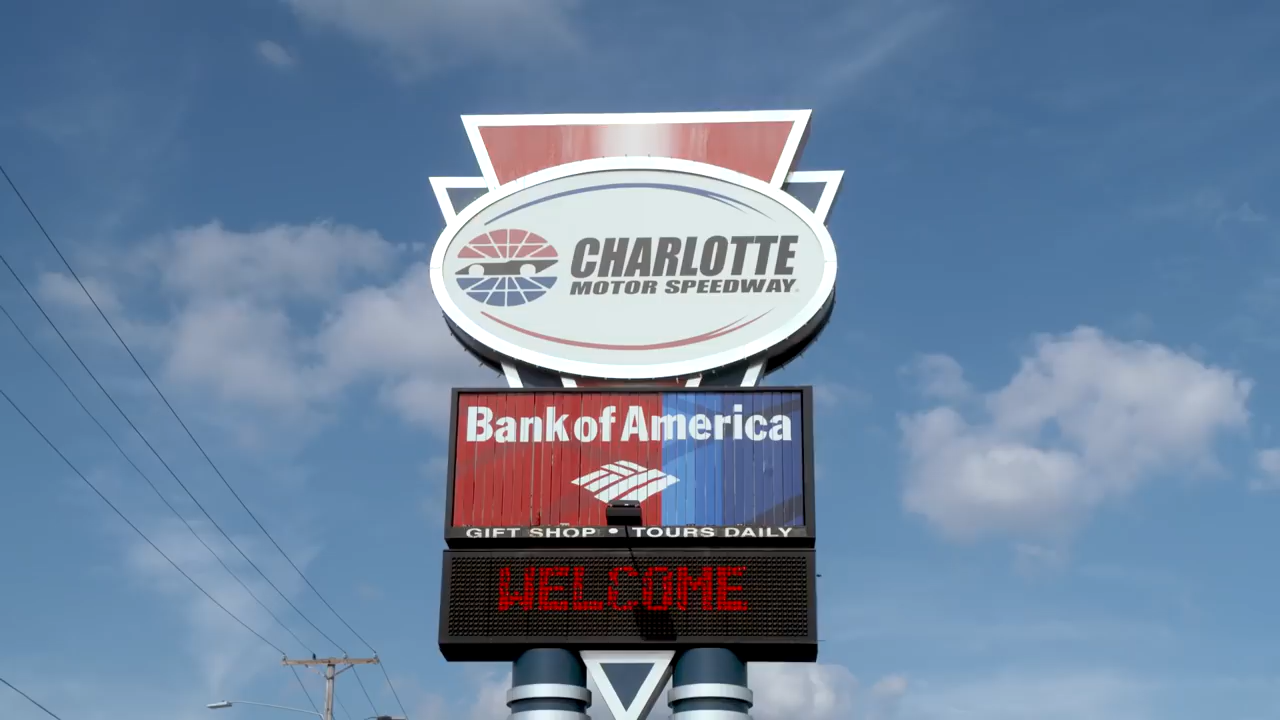 CHARLOTTE
MOTOR SPEEDWAY
Bank of America
GIFT SHOP • TOURS DAILY
WELCOME